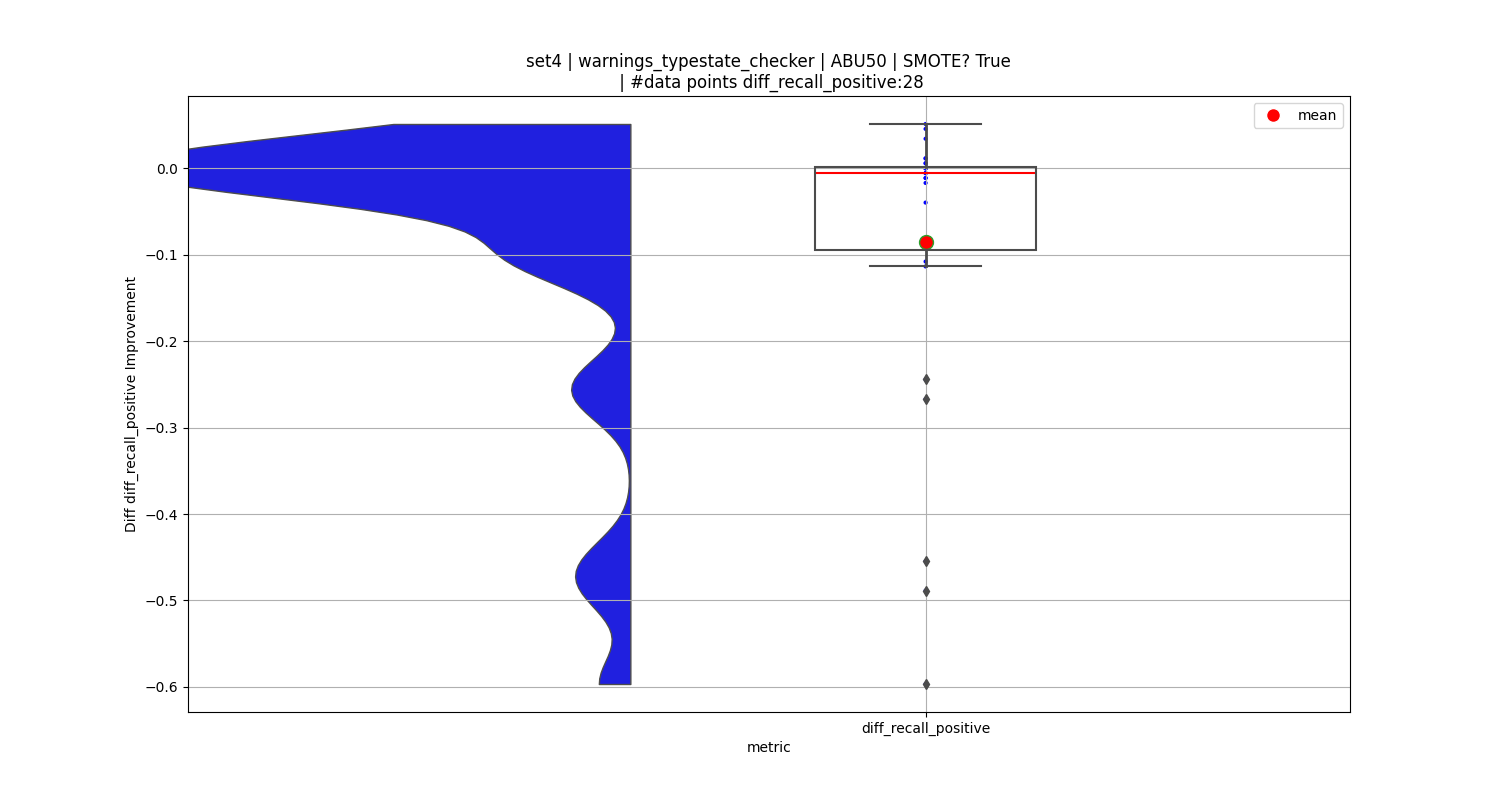 set4 | warnings_typestate_checker | ABU50 | SMOTE? True
| #data points diff_recall_positive:28
mean
0.0
−0.1
−0.2
−0.3
−0.4
−0.5
−0.6
Diff diff_recall_positive Improvement
diff_recall_positive
metric